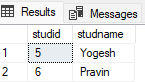 Results Messages
studid studname
1 5 Yogesh
2 6 Pravin